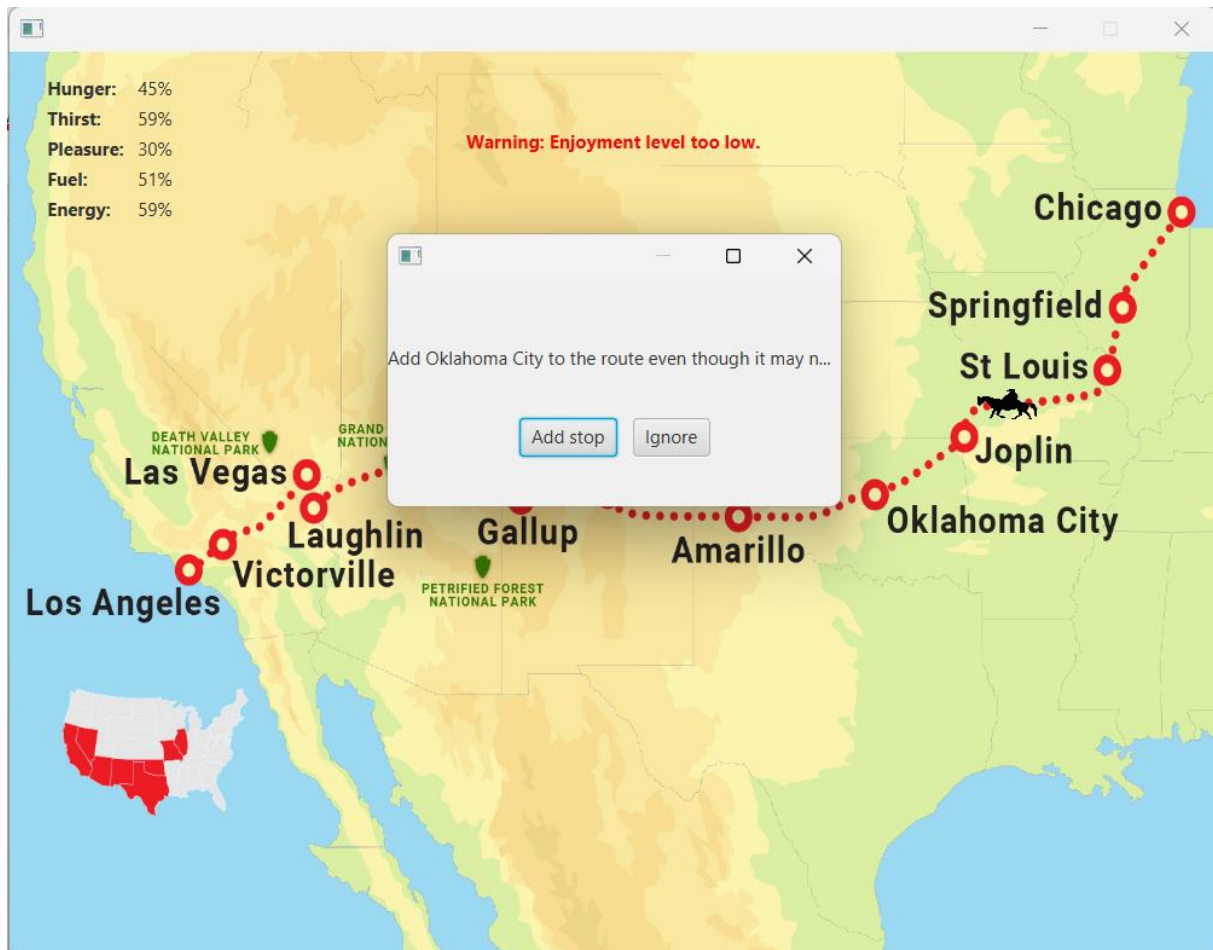 Hunger: 45%
Thirst: 59%
Pleasure: 30%
Fuel: 51%
Energy: 59%
Warning: Enjoyment level too low.
Chicago
Springfield
St Louis
Joplin
Add Oklahoma City to the route even though it may n...
Add stop Ignore
DEATH VALLEY
NATIONAL PARK
GRAND
NATION
Las Vegas
Laughlin
Gallup
Oklahoma City
Amarillo
Victorville
PETRIFIED FOREST
NATIONAL PARK
Los Angeles